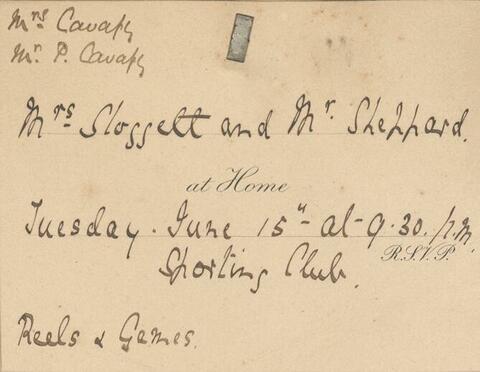 Mrs Cavafy
Mr. P. Cavafy
Mrs Sloggett and Mr. Sheppard.
at Home
Tuesday. June 15th at 9.30. p.m.
R.S.V.P.
Sporting Club.
Reels & Games.